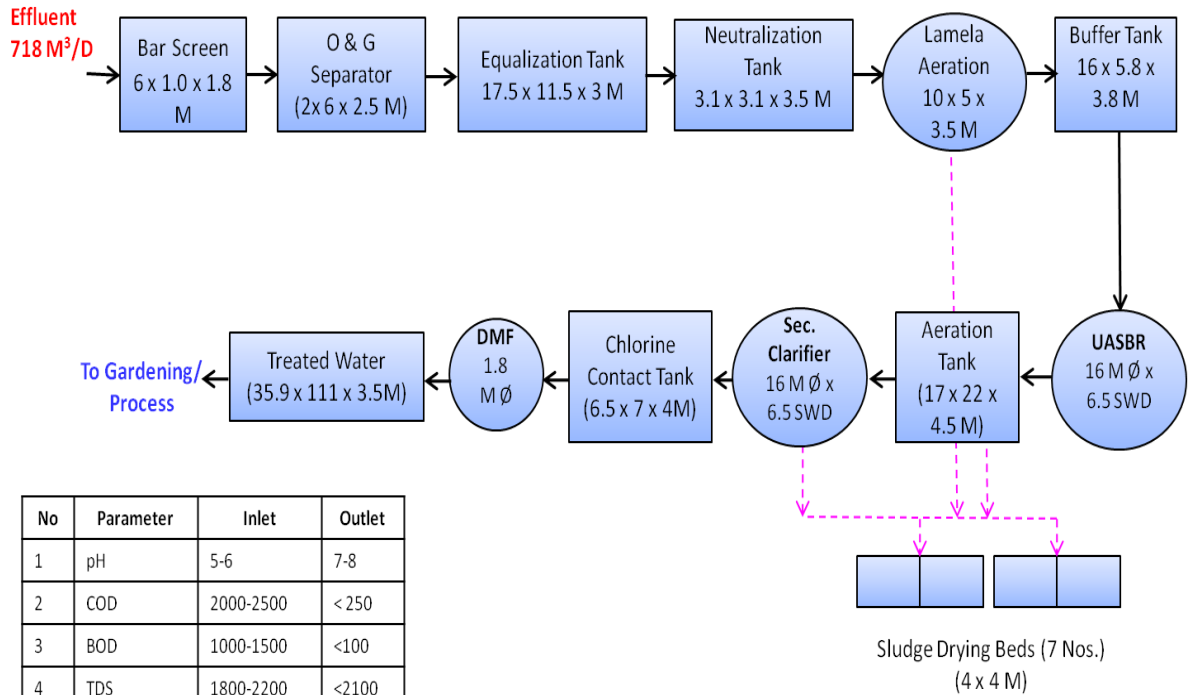 Effluent
718 M³/D
Bar Screen
6 x 1.0 x 1.8
M
O & G
Separator
(2x 6 x 2.5 M)
Equalization Tank
17.5 x 11.5 x 3 M
Neutralization
Tank
3.1 x 3.1 x 3.5 M
Lamela
Aeration
10 x 5 x
3.5 M
Buffer Tank
16 x 5.8 x
3.8 M
UASBR
16 M Ø x
6.5 SWD
Aeration
Tank
(17 x 22 x
4.5 M)
Sec.
Clarifier
16 M Ø x
6.5 SWD
Chlorine
Contact Tank
(6.5 x 7 x 4M)
DMF
1.8
M Ø
Treated Water
(35.9 x 111 x 3.5M)
To Gardening/
Process
No Parameter Inlet Outlet
1 pH 5-6 7-8
2 COD 2000-2500 < 250
3 BOD 1000-1500 <100
4 TDS 1800-2200 <2100
Sludge Drying Beds (7 Nos.)
(4 x 4 M)